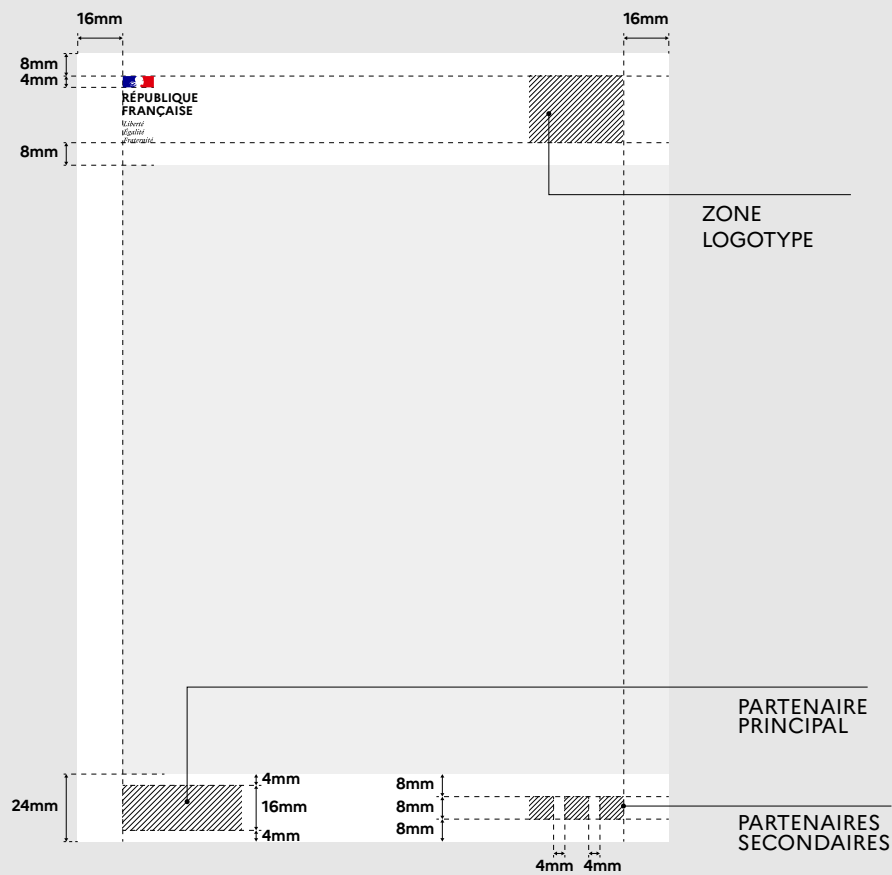 16mm
16mm
8mm
4mm
RÉPUBLIQUE
FRANÇAISE
Liberté
Égalité
Fraternité
8mm
ZONE
LOGOTYPE
PARTENAIRE
PRINCIPAL
4mm
24mm
16mm
4mm
8mm
8mm
8mm
4mm
4mm
PARTENAIRES
SECONDAIRES